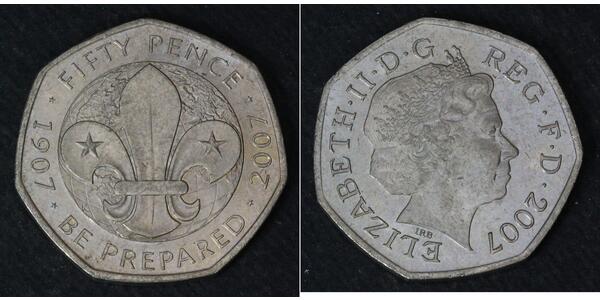 FIFTY PENCE
1907 2007
BE PREPARED
ELIZABETH·II·D·G REG·F·D·2007
IRB